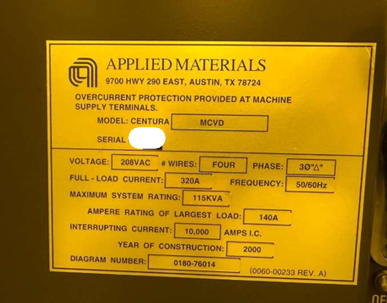 APPLIED MATERIALS
9700 HWY 290 EAST, AUSTIN, TX 78724
OVERCURRENT PROTECTION PROVIDED AT MACHINE
SUPPLY TERMINALS.
MODEL: CENTURA MCVD
SERIAL
VOLTAGE: 208VAC # WIRES: FOUR PHASE: 3Ø"∆"
FULL - LOAD CURRENT: 320A FREQUENCY: 50/60Hz
MAXIMUM SYSTEM RATING: 115KVA
AMPERE RATING OF LARGEST LOAD: 140A
INTERRUPTING CURRENT: 10,000 AMPS I.C.
YEAR OF CONSTRUCTION: 2000
DIAGRAM NUMBER: 0180-76014
(0060-00233 REV. A)